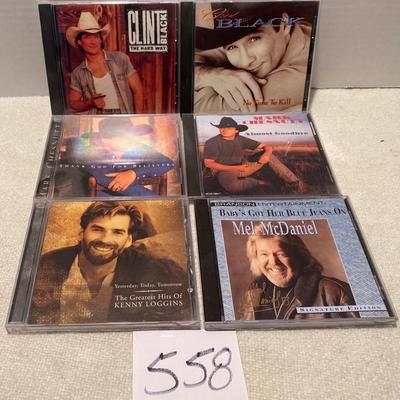 CLINT
BLACK
THE HARD WAY
Clint
BLACK
No Time To Kill
MARK CHESNUTT
THANK GOD FOR BELIEVERS
MARK
CHESNUTT
Almost Goodbye
Yesterday, Today, Tomorrow
The Greatest Hits Of
KENNY LOGGINS
BRANSON ENTERTAINMENT
BABY'S GOT HER BLUE JEANS ON
Mel McDaniel
SIGNATURE EDITION
558